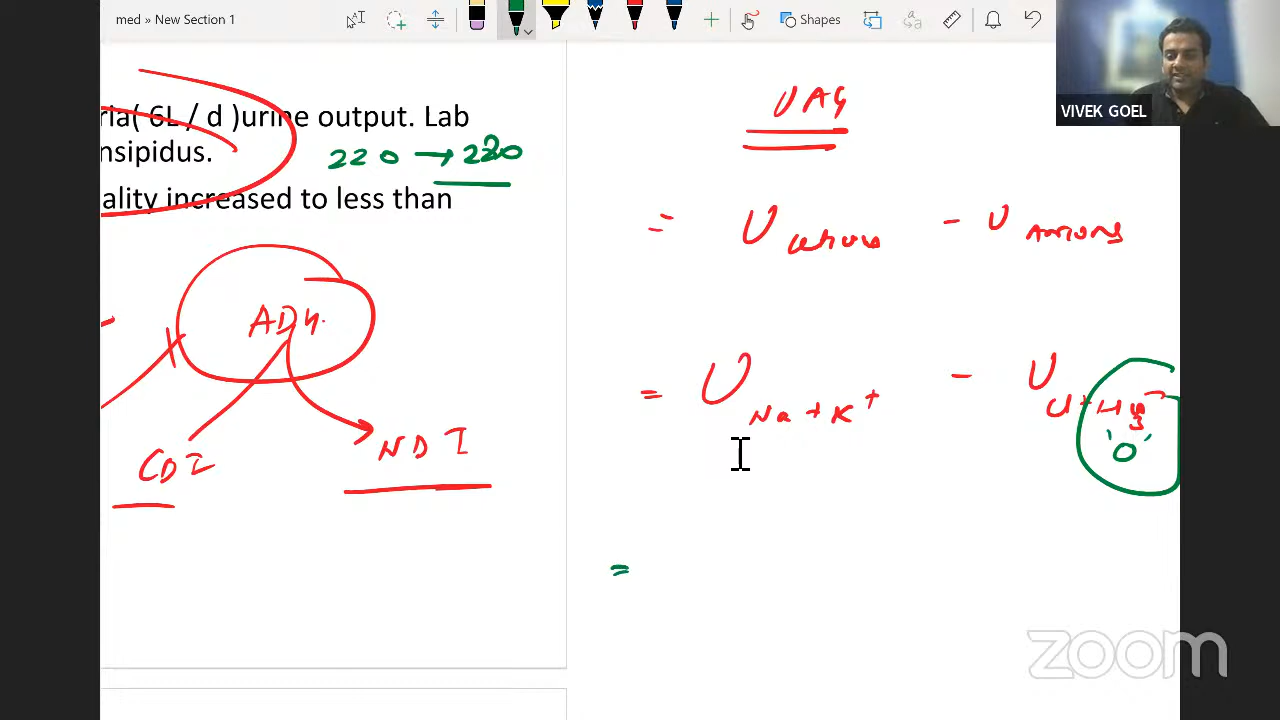 med » New Section 1
Shapes
VIVEK GOEL
ria( 6L / d )urine output. Lab
nsipidus.
220 → 220
ality increased to less than
ADH
CDI
NDI
UAG
= U cations - U Anions
= U Na + K+ - U Cl +
'0'
=
zoom